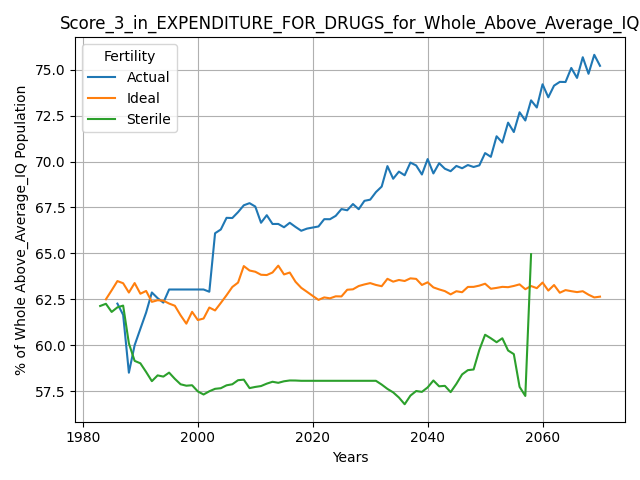 Score_3_in_EXPENDITURE_FOR_DRUGS_for_Whole_Above_Average_IQ
Fertility
Actual
Ideal
Sterile
% of Whole Above_Average_IQ Population
75.0
72.5
70.0
67.5
65.0
62.5
60.0
57.5
1980
2000
2020
2040
2060
Years